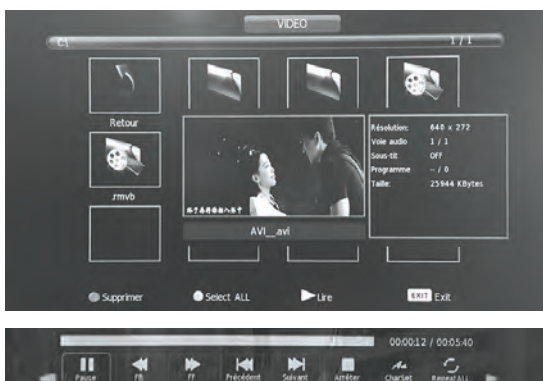 VIDEO
C:\ 1 / 1
Retour
.rmvb
Résolution: 640 x 272
Voie audio 1 / 1
Sous-tit OFF
Programme -- / 0
Taille: 25944 KBytes
AVI__.avi
Supprimer Select ALL Lire EXIT Exit
00:00:12 / 00:05:40
Pause FB FF Précédent Suivant Arrêter CharSet Repeat ALL